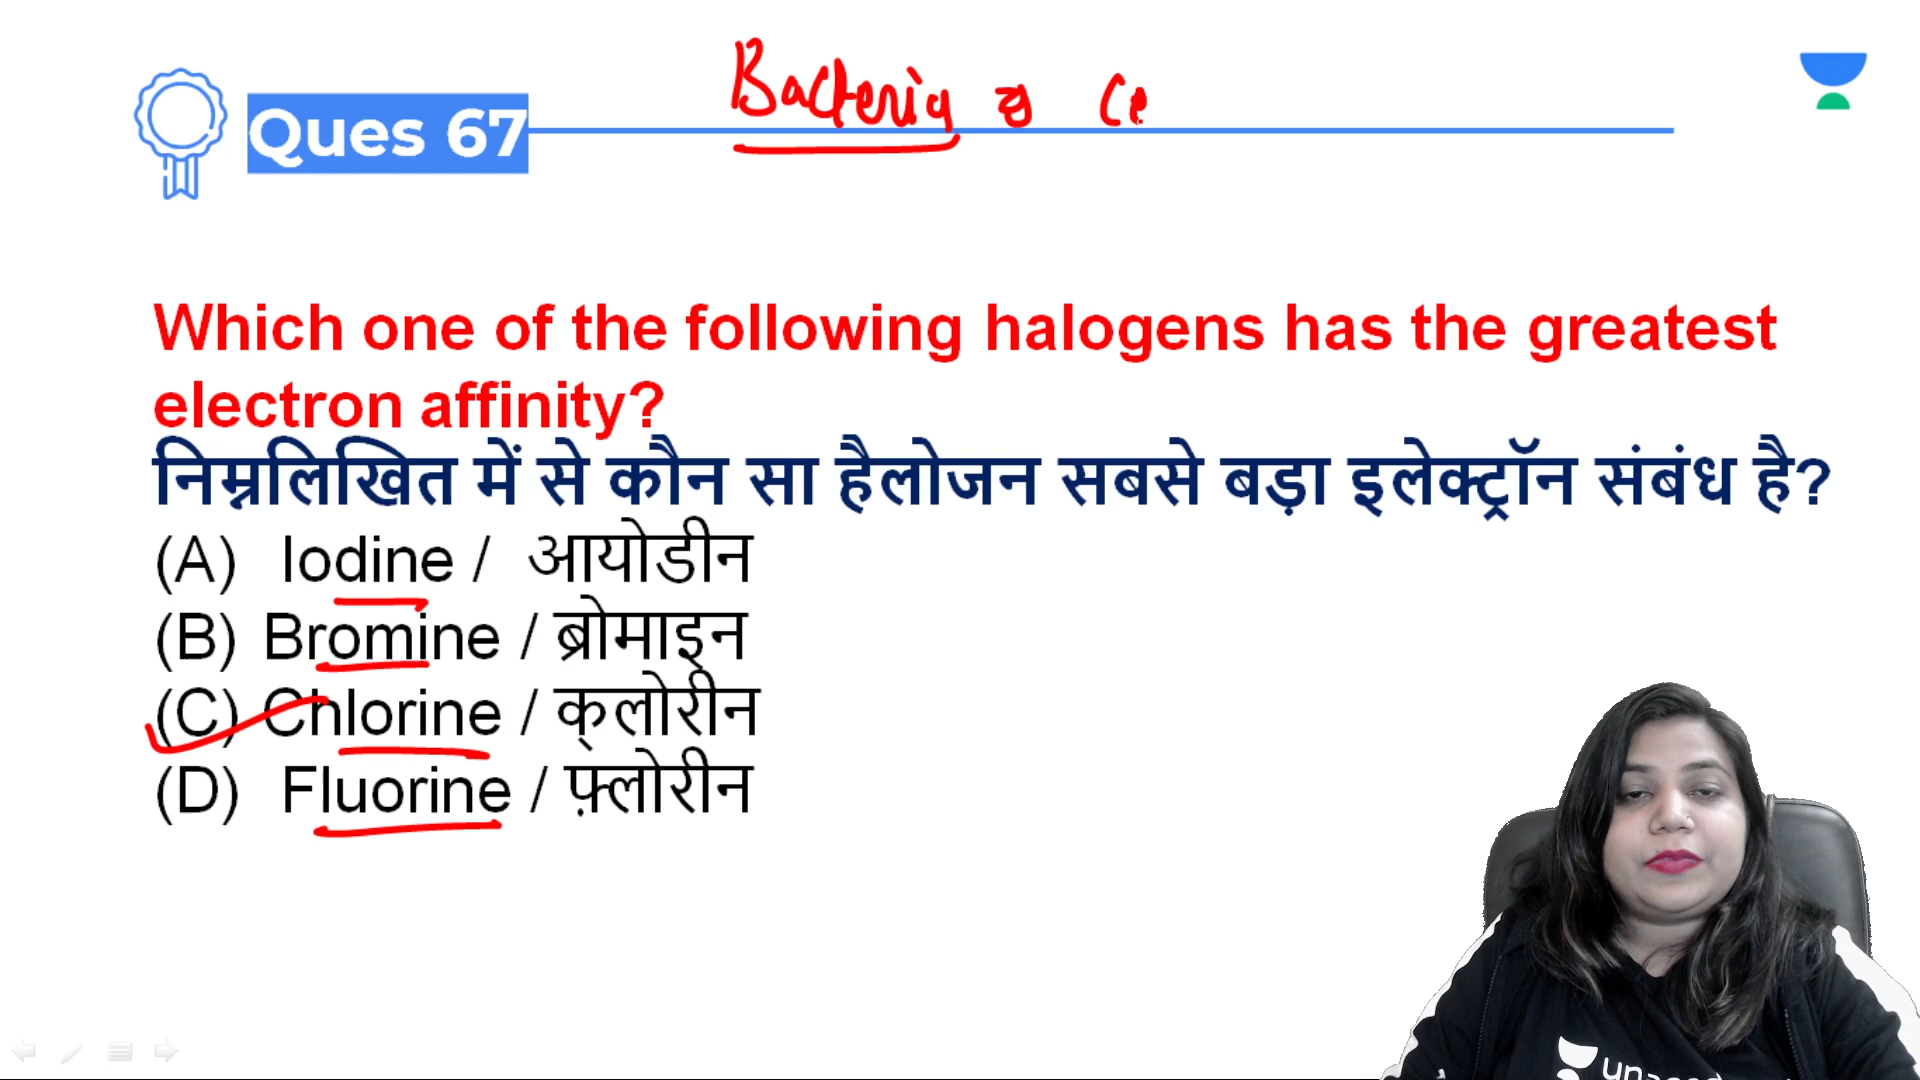 Bacteria
Ques 67
Which one of the following halogens has the greatest
electron affinity?
निम्नलिखित में से कौन सा हैलोजन सबसे बड़ा इलेक्ट्रॉन संबंध है?
(A) Iodine / आयोडीन
(B) Bromine / ब्रोमाइन
(C) Chlorine / क्लोरीन
(D) Fluorine / फ़्लोरीन